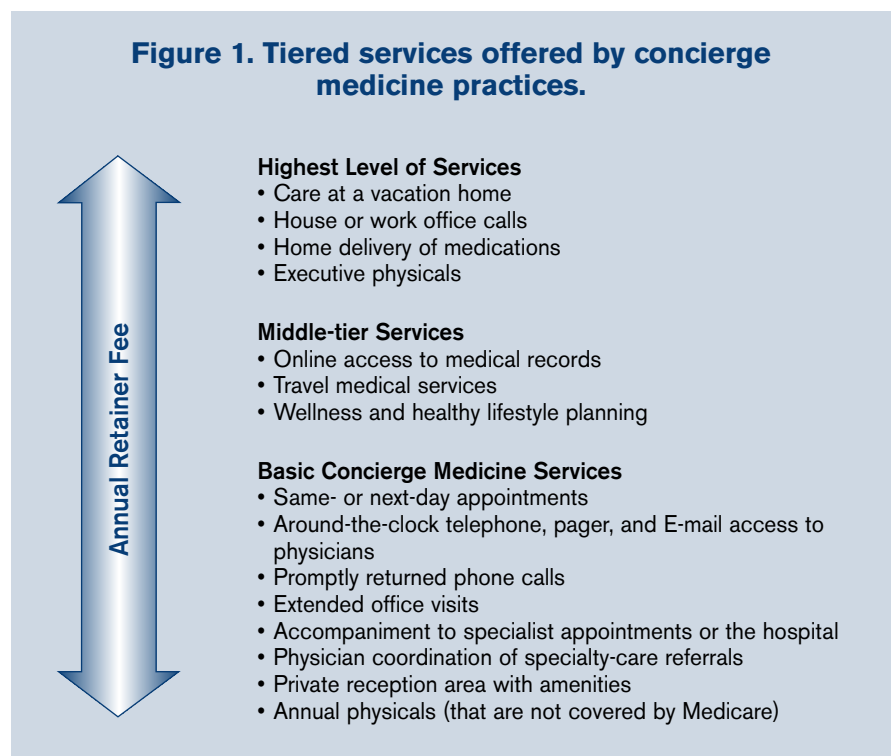 Figure 1. Tiered services offered by concierge
medicine practices.
Annual Retainer Fee
Highest Level of Services
• Care at a vacation home
• House or work office calls
• Home delivery of medications
• Executive physicals
Middle-tier Services
• Online access to medical records
• Travel medical services
• Wellness and healthy lifestyle planning
Basic Concierge Medicine Services
• Same- or next-day appointments
• Around-the-clock telephone, pager, and E-mail access to
physicians
• Promptly returned phone calls
• Extended office visits
• Accompaniment to specialist appointments or the hospital
• Physician coordination of specialty-care referrals
• Private reception area with amenities
• Annual physicals (that are not covered by Medicare)